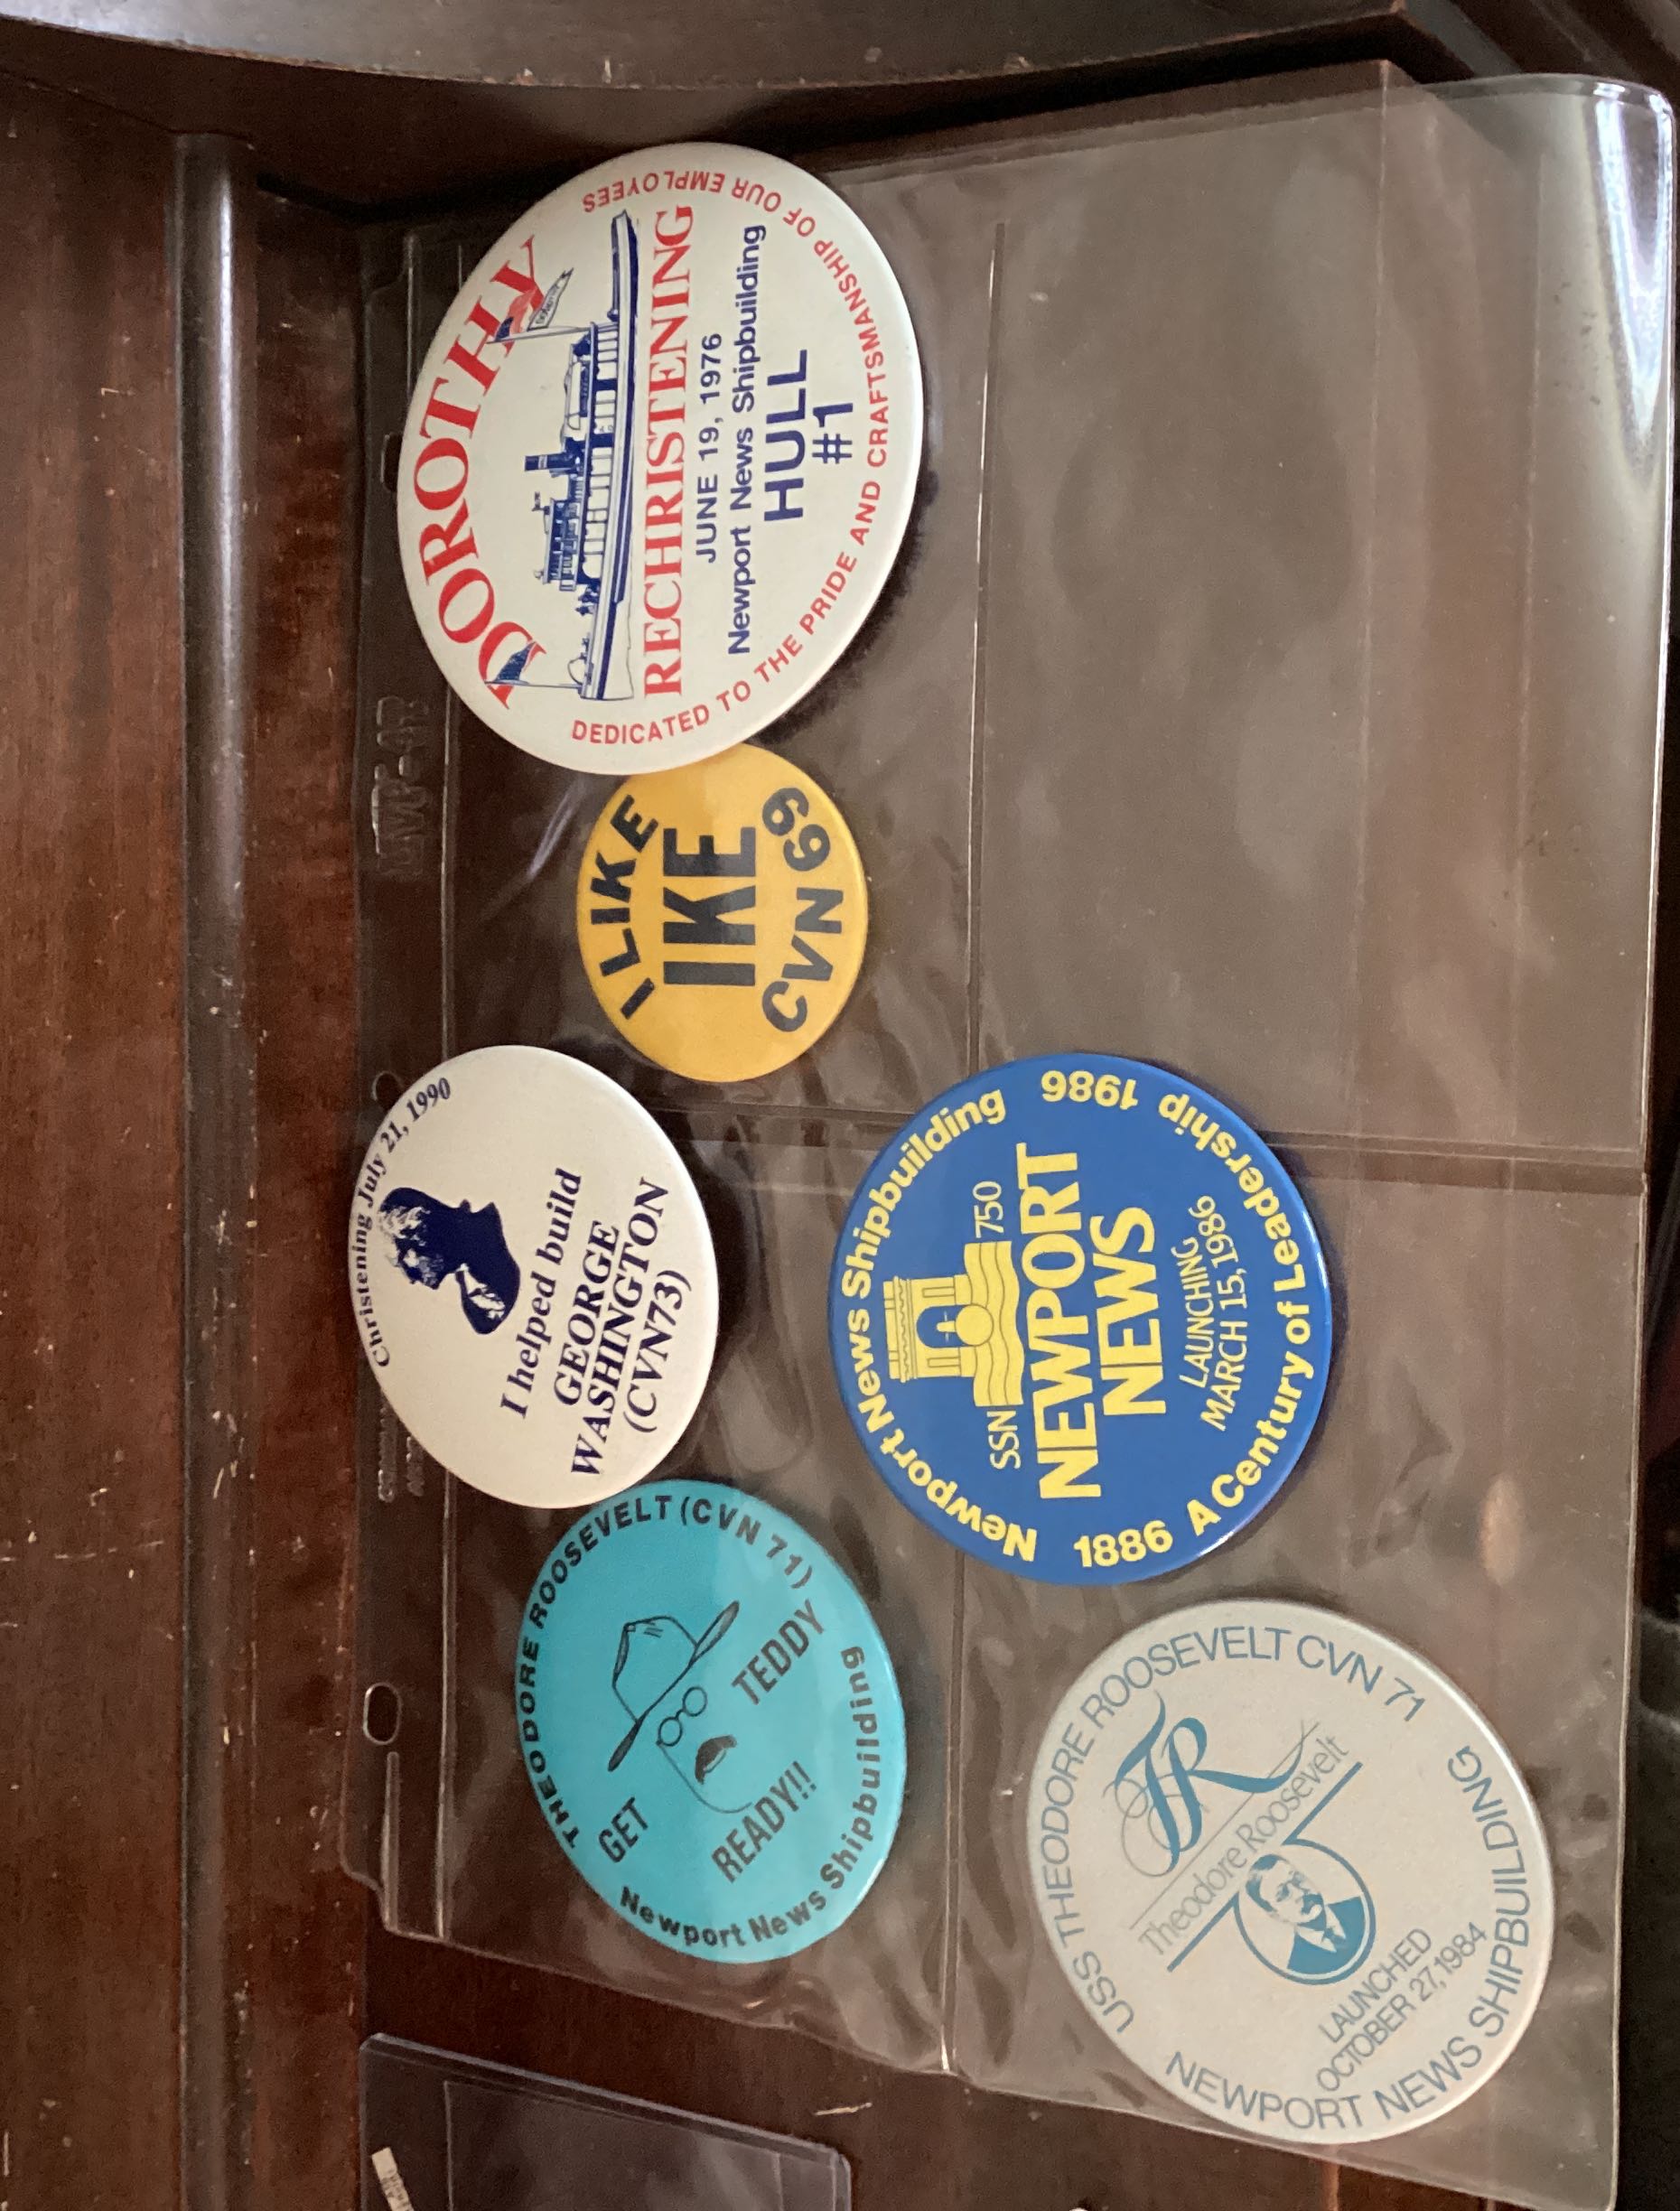 DOROTHY
DOROTHY
RECHRISTENING
JUNE 19, 1976
Newport News Shipbuilding
HULL
#1
DEDICATED TO THE PRIDE AND CRAFTSMANSHIP OF OUR EMPLOYEES
I LIKE
IKE
CVN 69
Christening July 21, 1990
I helped build
GEORGE
WASHINGTON
(CVN73)
THEODORE ROOSEVELT (CVN 71)
GET
TEDDY
READY!!
Newport News Shipbuilding
Newport News Shipbuilding
SSN 750
NEWPORT
NEWS
LAUNCHING
MARCH 15, 1986
1886 A Century of Leadership 1986
USS THEODORE ROOSEVELT CVN 71
TR
Theodore Roosevelt
LAUNCHED
OCTOBER 27, 1984
NEWPORT NEWS SHIPBUILDING